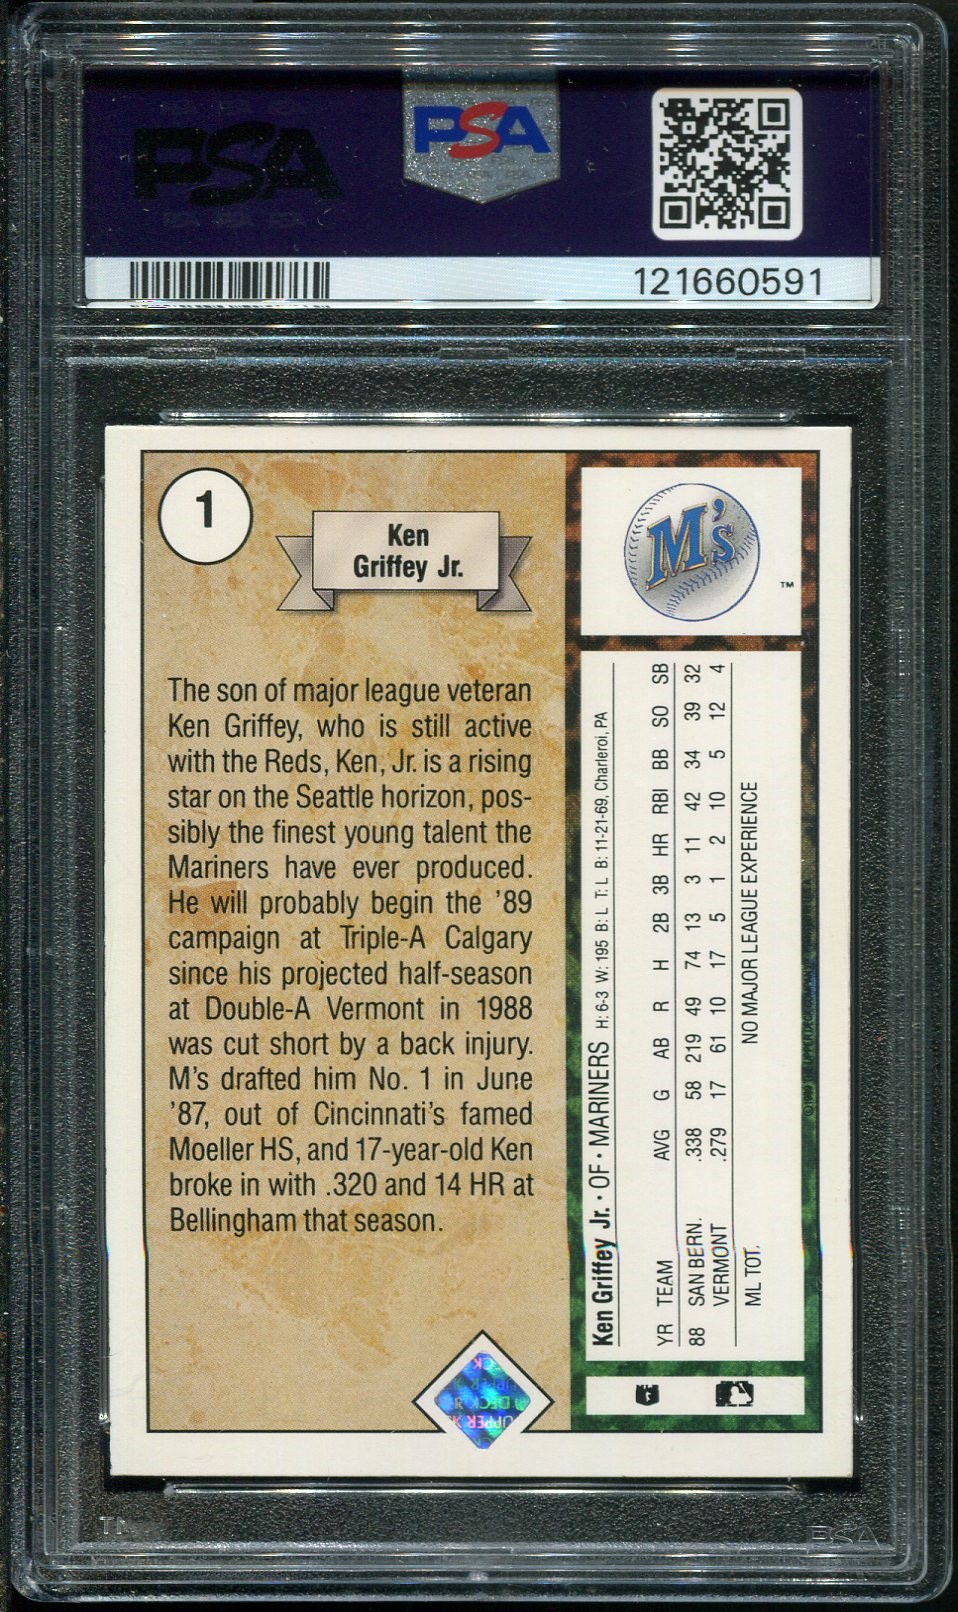 PSA
PSA
121660591
1
Ken
Griffey Jr.
M's
TM
The son of major league veteran
Ken Griffey, who is still active
with the Reds, Ken, Jr. is a rising
star on the Seattle horizon, pos-
sibly the finest young talent the
Mariners have ever produced.
He will probably begin the '89
campaign at Triple-A Calgary
since his projected half-season
at Double-A Vermont in 1988
was cut short by a back injury.
M's drafted him No. 1 in June
'87, out of Cincinnati's famed
Moeller HS, and 17-year-old Ken
broke in with .320 and 14 HR at
Bellingham that season.
Ken Griffey Jr. • OF • MARINERS H: 6-3 W: 195 B: L T: L B: 11-21-69, Charleroi, PA
YR TEAM AVG G AB R H 2B 3B HR RBI BB SO SB
88 SAN BERN. .338 58 219 49 74 13 3 11 42 34 39 32
VERMONT .279 17 61 10 17 5 1 2 10 5 12 4
ML TOT. NO MAJOR LEAGUE EXPERIENCE
UPPER
DECK
PSA